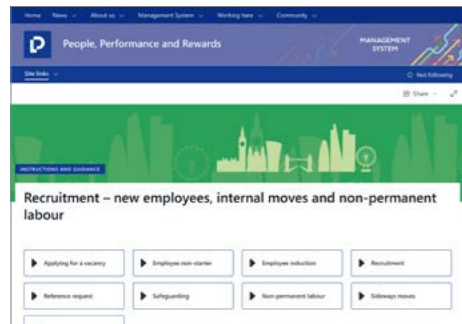 Home News About us Management System Working here Community
People, Performance and Rewards
MANAGEMENT
SYSTEM
Site links
Not following
Share
INSTRUCTIONS AND GUIDANCE
Recruitment – new employees, internal moves and non-permanent
labour
Applying for a vacancy Employee non-starter Employee induction Recruitment
Reference request Safeguarding Non-permanent labour Sideways moves